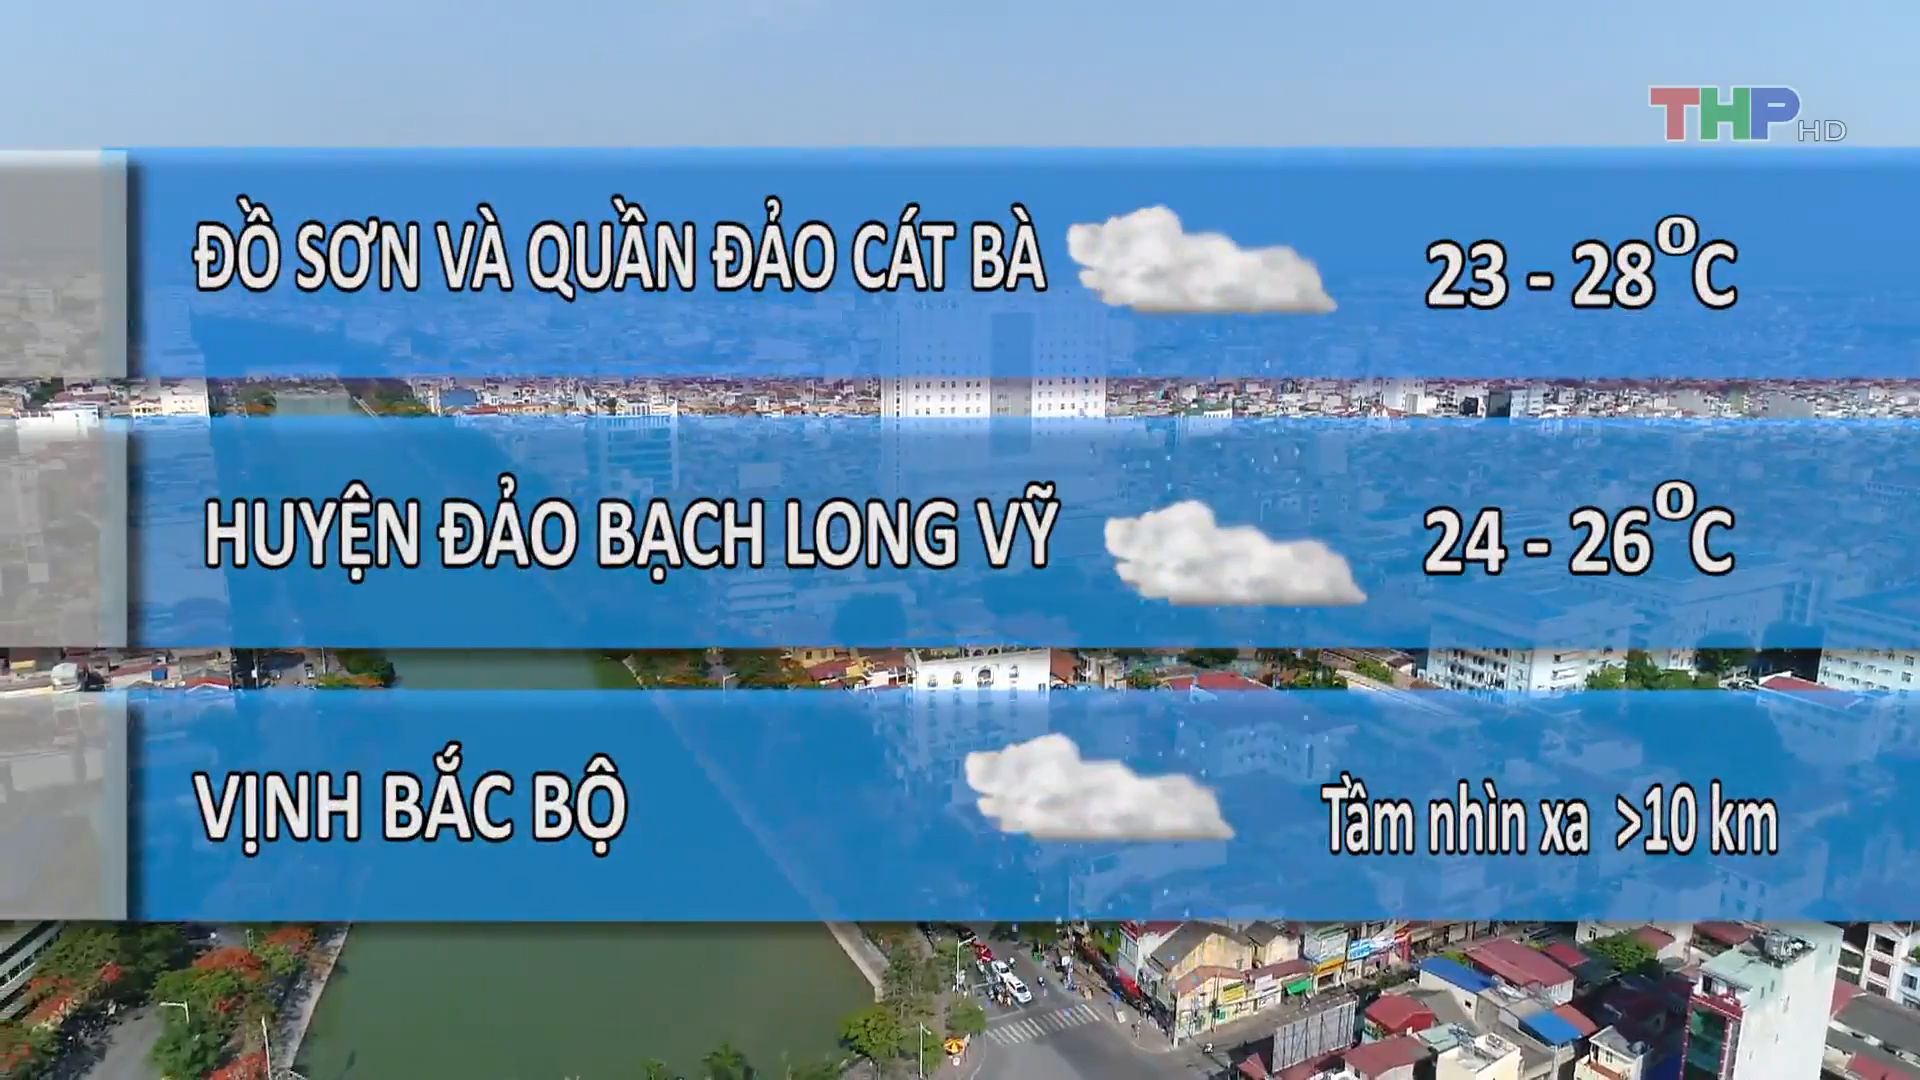 THP HD
ĐỒ SƠN VÀ QUẦN ĐẢO CÁT BÀ 23 - 28°C
HUYỆN ĐẢO BẠCH LONG VỸ 24 - 26°C
VỊNH BẮC BỘ Tầm nhìn xa >10 km